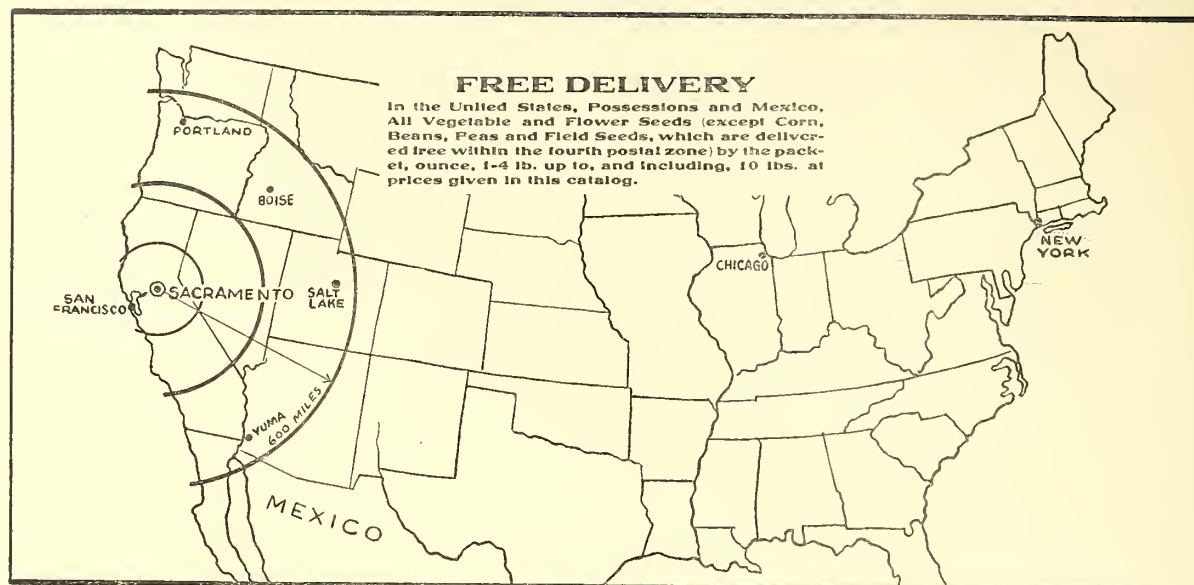 FREE DELIVERY
In the United States, Possessions and Mexico,
All Vegetable and Flower Seeds (except Corn,
Beans, Peas and Field Seeds, which are deliver-
ed free within the fourth postal zone) by the pack-
et, ounce, 1-4 lb. up to, and including, 10 lbs. at
prices given in this catalog.
PORTLAND
BOISE
SAN
FRANCISCO
SACRAMENTO
SALT
LAKE
CHICAGO
NEW
YORK
YUMA
600 MILES
MEXICO